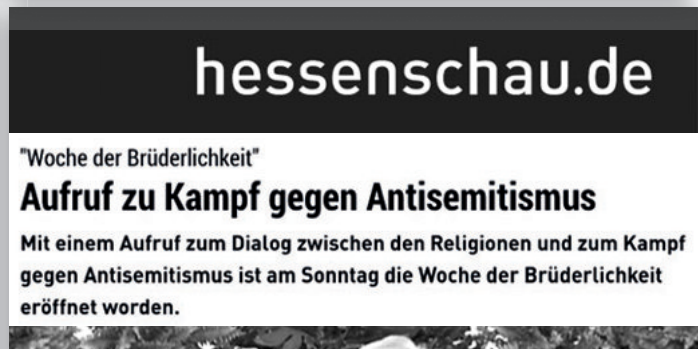 hessenschau.de
"Woche der Brüderlichkeit"
Aufruf zu Kampf gegen Antisemitismus
Mit einem Aufruf zum Dialog zwischen den Religionen und zum Kampf
gegen Antisemitismus ist am Sonntag die Woche der Brüderlichkeit
eröffnet worden.